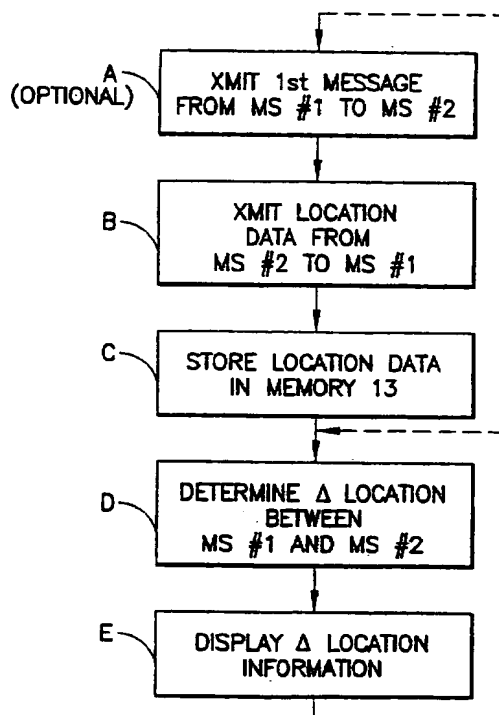 A
(OPTIONAL)
XMIT 1st MESSAGE
FROM MS #1 TO MS #2
B
XMIT LOCATION
DATA FROM
MS #2 TO MS #1
C
STORE LOCATION DATA
IN MEMORY 13
D
DETERMINE Δ LOCATION
BETWEEN
MS #1 AND MS #2
E
DISPLAY Δ LOCATION
INFORMATION